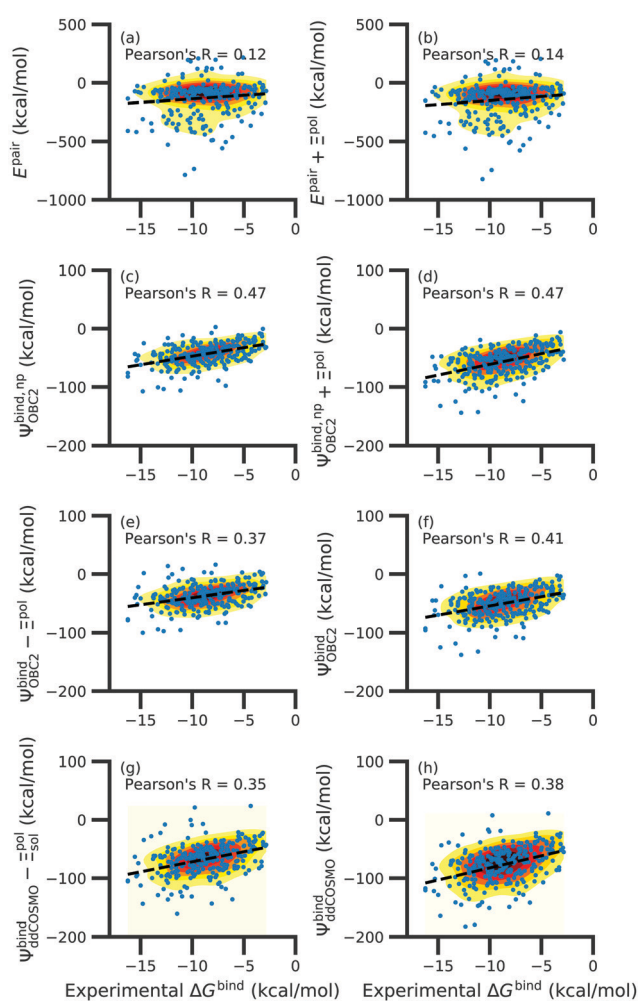 (a)
Pearson's R = 0.12
500
0
−500
−1000
−15 −10 −5 0
E^pair (kcal/mol)
(b)
Pearson's R = 0.14
500
0
−500
−1000
−15 −10 −5 0
E^pair + Ξ^pol (kcal/mol)
(c)
Pearson's R = 0.47
100
0
−100
−200
−15 −10 −5 0
Ψ^bind, np_OBC2 (kcal/mol)
(d)
Pearson's R = 0.47
100
0
−100
−200
−15 −10 −5 0
Ψ^bind, np_OBC2 + Ξ^pol (kcal/mol)
(e)
Pearson's R = 0.37
100
0
−100
−200
−15 −10 −5 0
Ψ^bind_OBC2 − Ξ^pol (kcal/mol)
(f)
Pearson's R = 0.41
100
0
−100
−200
−15 −10 −5 0
Ψ^bind_OBC2 (kcal/mol)
(g)
Pearson's R = 0.35
100
0
−100
−200
−15 −10 −5 0
Ψ^bind_ddCOSMO − Ξ^pol_sol (kcal/mol)
Experimental ΔG^bind (kcal/mol)
(h)
Pearson's R = 0.38
100
0
−100
−200
−15 −10 −5 0
Ψ^bind_ddCOSMO (kcal/mol)
Experimental ΔG^bind (kcal/mol)